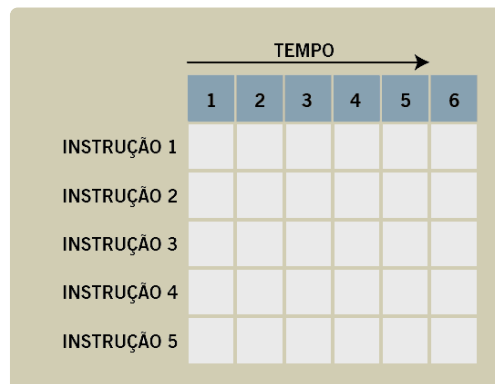 TEMPO
1 2 3 4 5 6
INSTRUÇÃO 1
INSTRUÇÃO 2
INSTRUÇÃO 3
INSTRUÇÃO 4
INSTRUÇÃO 5